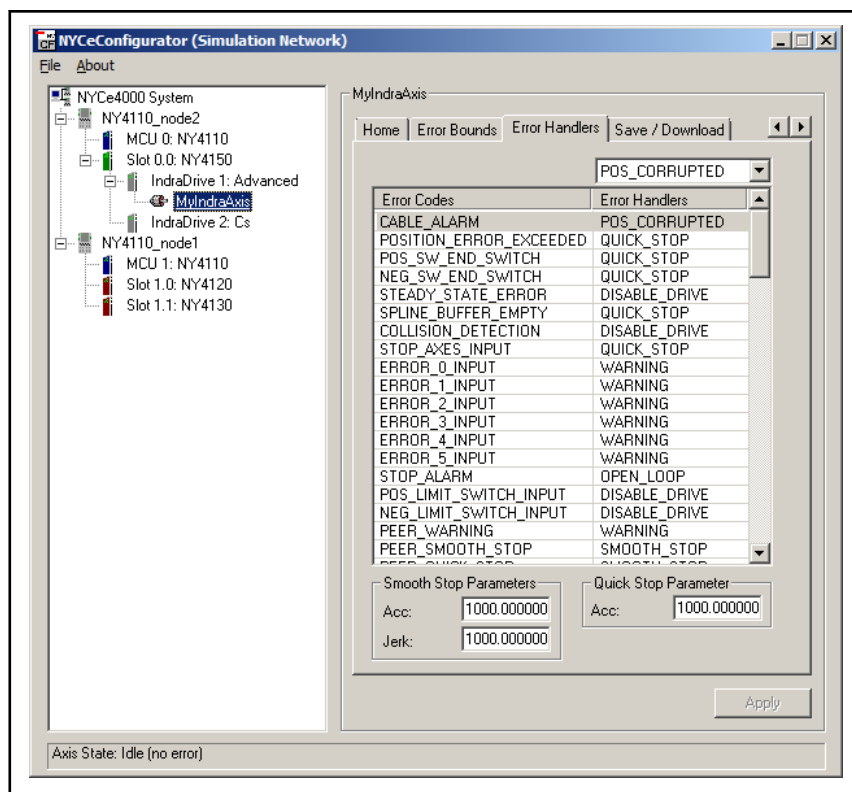 NYCeConfigurator (Simulation Network)
File About
NYCe4000 System
NY4110_node2
MCU 0: NY4110
Slot 0.0: NY4150
IndraDrive 1: Advanced
MyIndraAxis
IndraDrive 2: Cs
NY4110_node1
MCU 1: NY4110
Slot 1.0: NY4120
Slot 1.1: NY4130
MyIndraAxis
Home Error Bounds Error Handlers Save / Download
POS_CORRUPTED
Error Codes Error Handlers
CABLE_ALARM POS_CORRUPTED
POSITION_ERROR_EXCEEDED QUICK_STOP
POS_SW_END_SWITCH QUICK_STOP
NEG_SW_END_SWITCH QUICK_STOP
STEADY_STATE_ERROR DISABLE_DRIVE
SPLINE_BUFFER_EMPTY QUICK_STOP
COLLISION_DETECTION DISABLE_DRIVE
STOP_AXES_INPUT QUICK_STOP
ERROR_0_INPUT WARNING
ERROR_1_INPUT WARNING
ERROR_2_INPUT WARNING
ERROR_3_INPUT WARNING
ERROR_4_INPUT WARNING
ERROR_5_INPUT WARNING
STOP_ALARM OPEN_LOOP
POS_LIMIT_SWITCH_INPUT DISABLE_DRIVE
NEG_LIMIT_SWITCH_INPUT DISABLE_DRIVE
PEER_WARNING WARNING
PEER_SMOOTH_STOP SMOOTH_STOP
Smooth Stop Parameters Quick Stop Parameter
Acc: 1000.000000 Acc: 1000.000000
Jerk: 1000.000000
Apply
Axis State: Idle (no error)